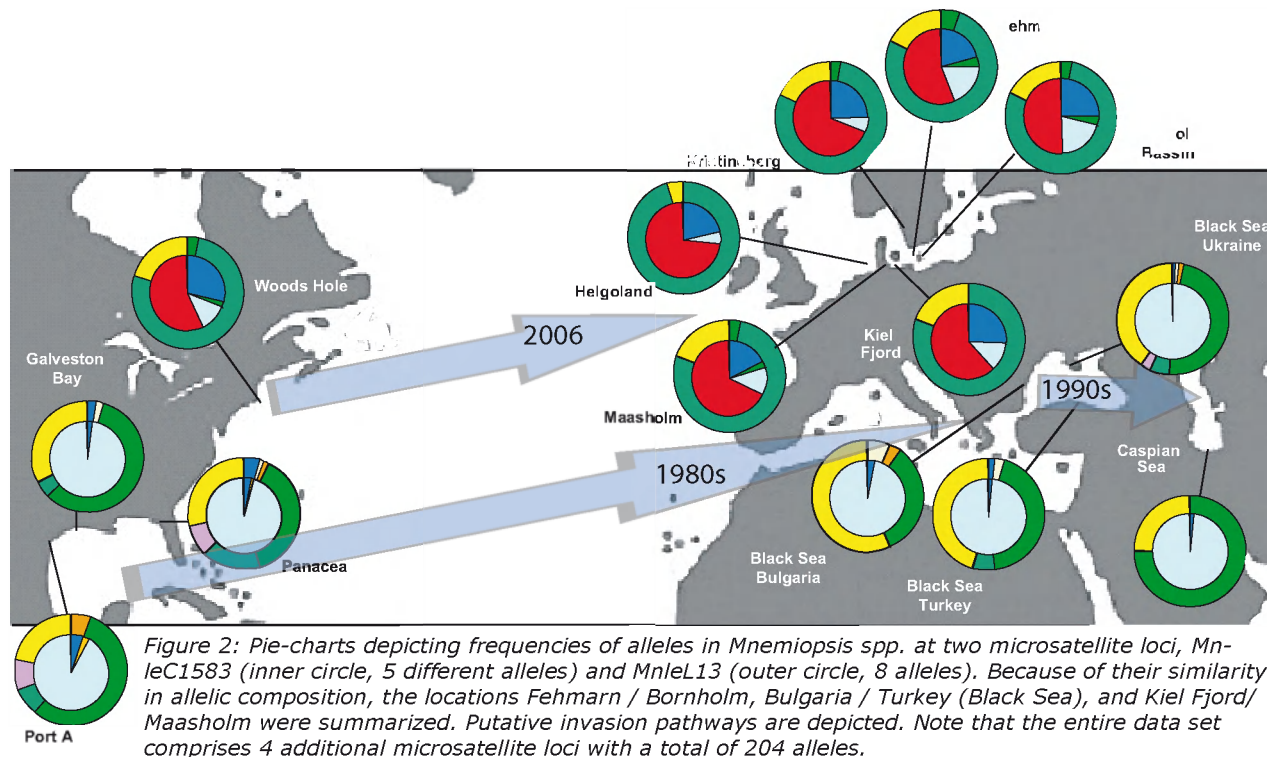 ehm
ol
Bassin
Kristineberg
Black Sea
Ukraine
Woods Hole
Helgoland
2006
Galveston
Bay
Kiel
Fjord
1990s
Maasholm
1980s
Caspian
Sea
Black Sea
Bulgaria
Black Sea
Turkey
Panacea
Port A
Figure 2: Pie-charts depicting frequencies of alleles in Mnemiopsis spp. at two microsatellite loci, Mn-
leC1583 (inner circle, 5 different alleles) and MnleL13 (outer circle, 8 alleles). Because of their similarity
in allelic composition, the locations Fehmarn / Bornholm, Bulgaria / Turkey (Black Sea), and Kiel Fjord/
Maasholm were summarized. Putative invasion pathways are depicted. Note that the entire data set
comprises 4 additional microsatellite loci with a total of 204 alleles.